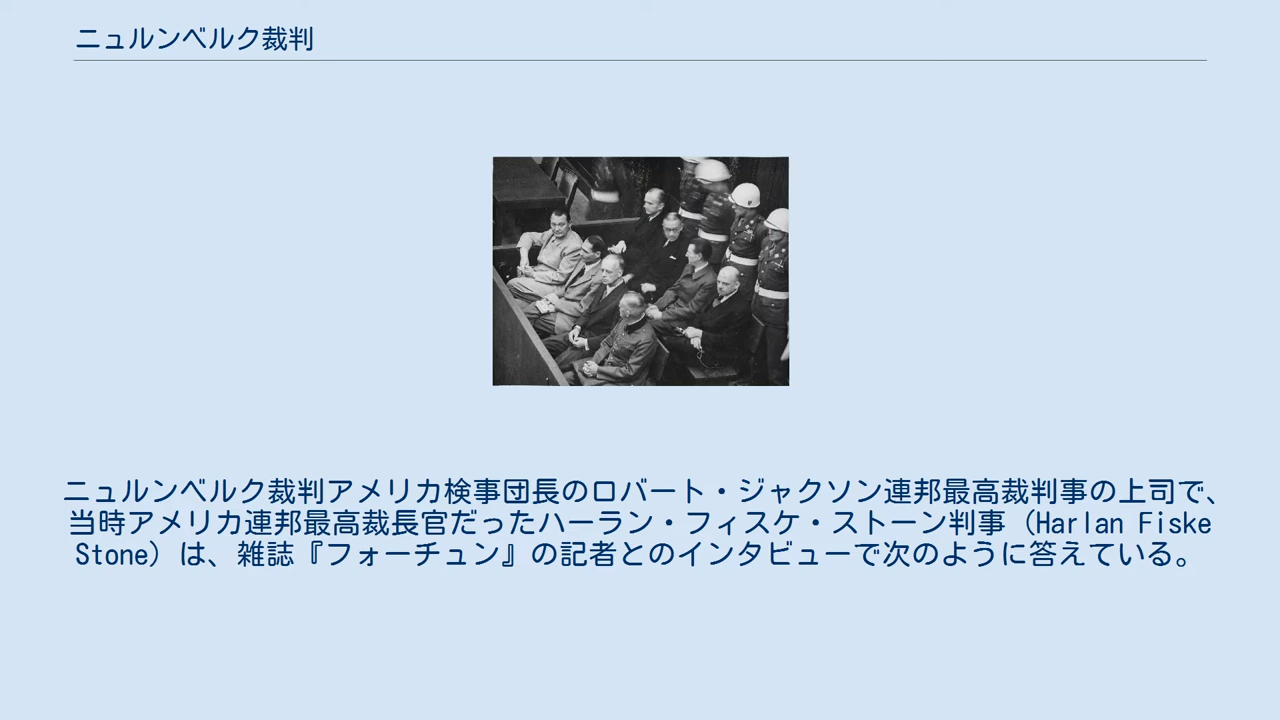 ニュルンベルク裁判
ニュルンベルク裁判アメリカ検事団長のロバート・ジャクソン連邦最高裁判事の上司で、
当時アメリカ連邦最高裁長官だったハーラン・フィスケ・ストーン判事（Harlan Fiske
Stone）は、雑誌『フォーチュン』の記者とのインタビューで次のように答えている。